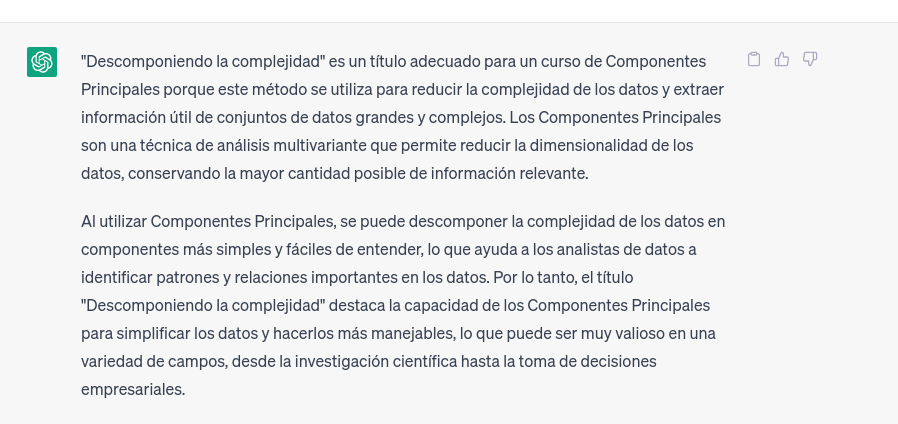 "Descomponiendo la complejidad" es un título adecuado para un curso de Componentes
Principales porque este método se utiliza para reducir la complejidad de los datos y extraer
información útil de conjuntos de datos grandes y complejos. Los Componentes Principales
son una técnica de análisis multivariante que permite reducir la dimensionalidad de los
datos, conservando la mayor cantidad posible de información relevante.
Al utilizar Componentes Principales, se puede descomponer la complejidad de los datos en
componentes más simples y fáciles de entender, lo que ayuda a los analistas de datos a
identificar patrones y relaciones importantes en los datos. Por lo tanto, el título
"Descomponiendo la complejidad" destaca la capacidad de los Componentes Principales
para simplificar los datos y hacerlos más manejables, lo que puede ser muy valioso en una
variedad de campos, desde la investigación científica hasta la toma de decisiones
empresariales.